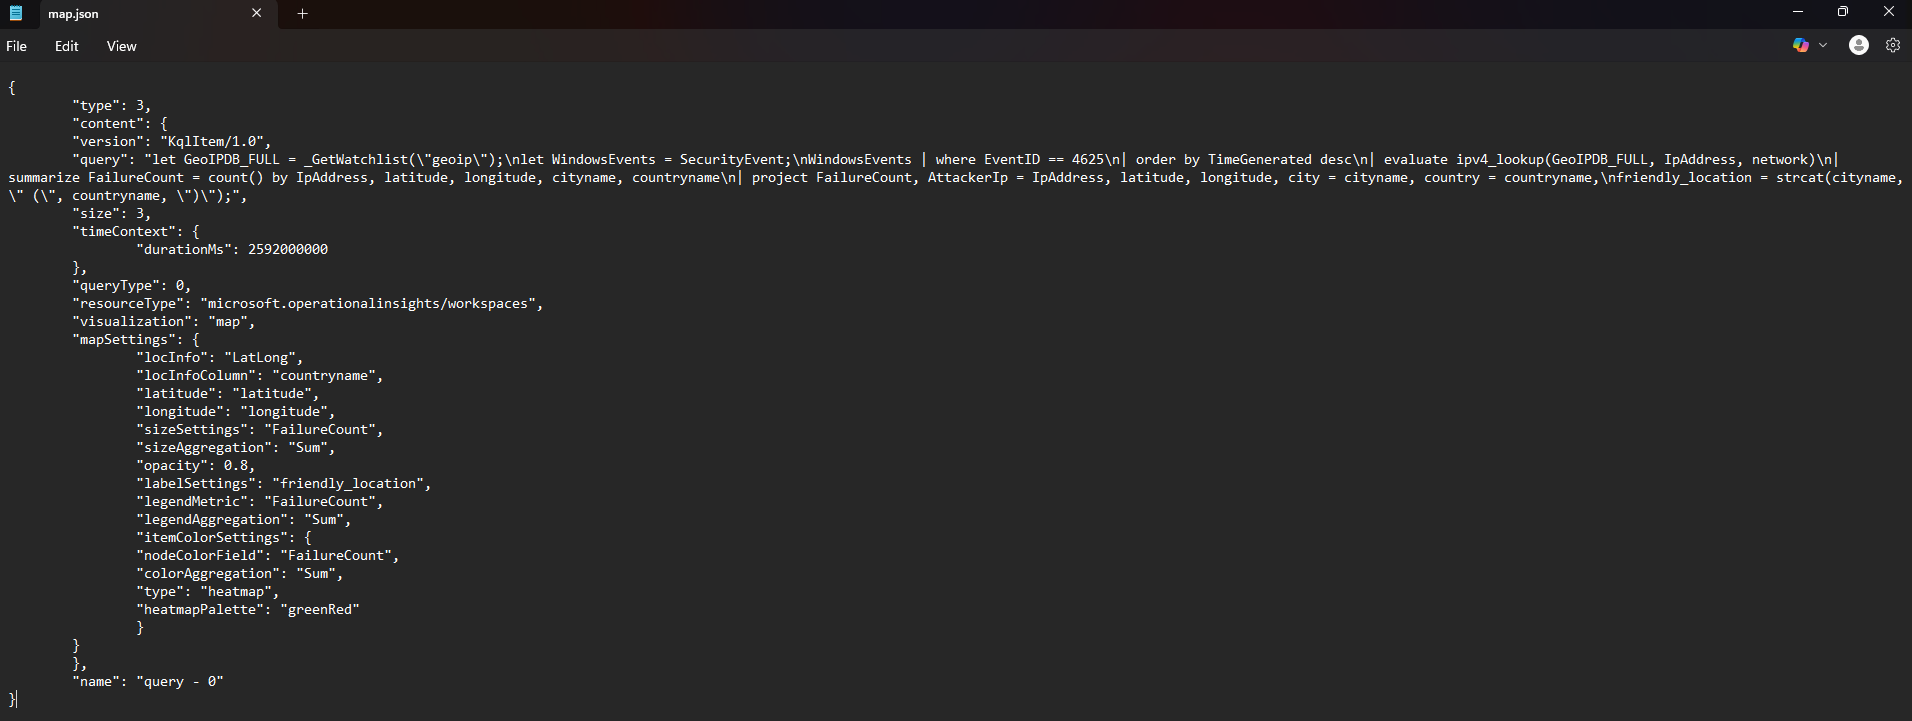 map.json
File Edit View
{
"type": 3,
"content": {
"version": "KqlItem/1.0",
"query": "let GeoIPDB_FULL = _GetWatchlist(\"geoip\");\nlet WindowsEvents = SecurityEvent;\nWindowsEvents | where EventID == 4625\n| order by TimeGenerated desc\n| evaluate ipv4_lookup(GeoIPDB_FULL, IpAddress, network)\n|
summarize FailureCount = count() by IpAddress, latitude, longitude, cityname, countryname\n| project FailureCount, AttackerIp = IpAddress, latitude, longitude, city = cityname, country = countryname,\nfriendly_location = strcat(cityname,
\" (\", countryname, \")\");",
"size": 3,
"timeContext": {
"durationMs": 2592000000
},
"queryType": 0,
"resourceType": "microsoft.operationalinsights/workspaces",
"visualization": "map",
"mapSettings": {
"locInfo": "LatLong",
"locInfoColumn": "countryname",
"latitude": "latitude",
"longitude": "longitude",
"sizeSettings": "FailureCount",
"sizeAggregation": "Sum",
"opacity": 0.8,
"labelSettings": "friendly_location",
"legendMetric": "FailureCount",
"legendAggregation": "Sum",
"itemColorSettings": {
"nodeColorField": "FailureCount",
"colorAggregation": "Sum",
"type": "heatmap",
"heatmapPalette": "greenRed"
}
}
},
"name": "query - 0"
}